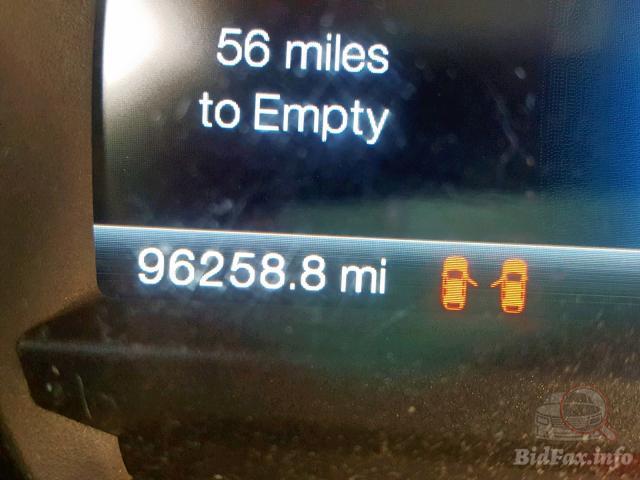 56 miles
to Empty
96258.8 mi
BidFax.info